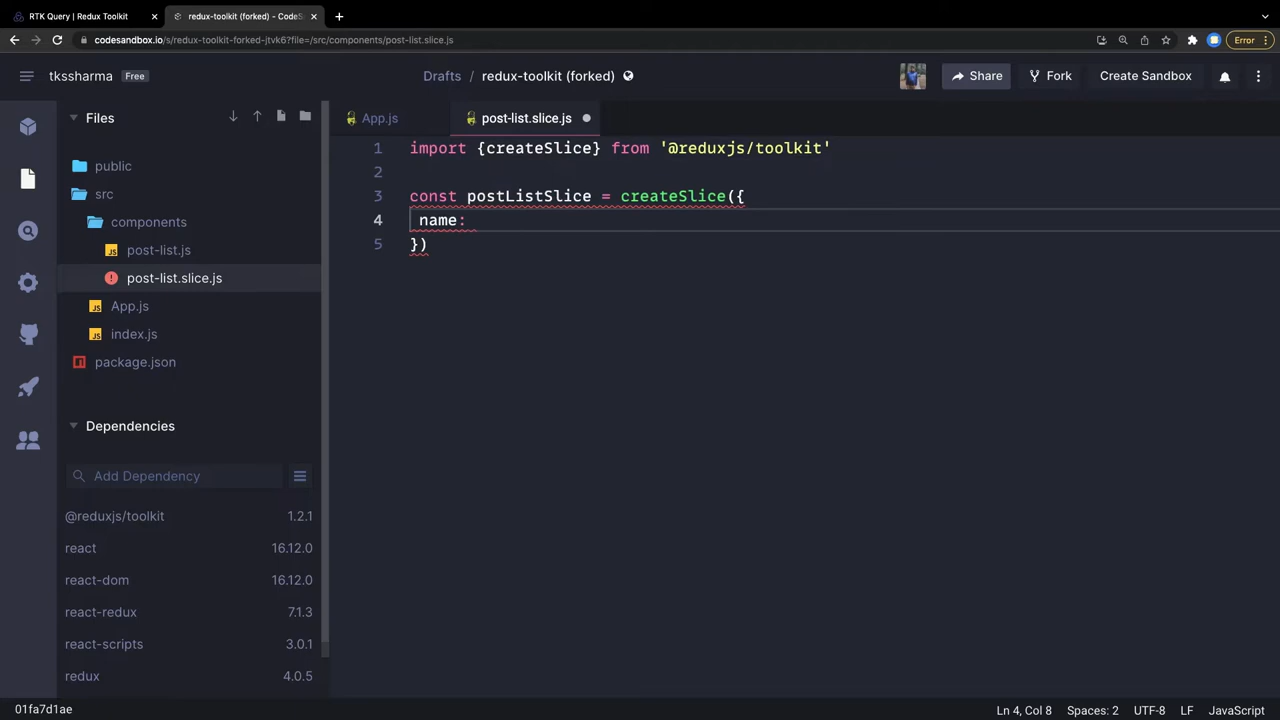 RTK Query | Redux Toolkit
redux-toolkit (forked) - CodeS
codesandbox.io/s/redux-toolkit-forked-jtvk6?file=/src/components/post-list.slice.js
Error
tkssharma Free
Drafts / redux-toolkit (forked)
Share
Fork
Create Sandbox
Files
App.js
post-list.slice.js
public
src
components
post-list.js
post-list.slice.js
App.js
index.js
package.json
1 import {createSlice} from '@reduxjs/toolkit'
2
3 const postListSlice = createSlice({
4 name:
5 })
Dependencies
Add Dependency
@reduxjs/toolkit 1.2.1
react 16.12.0
react-dom 16.12.0
react-redux 7.1.3
react-scripts 3.0.1
redux 4.0.5
01fa7d1ae
Ln 4, Col 8 Spaces: 2 UTF-8 LF JavaScript